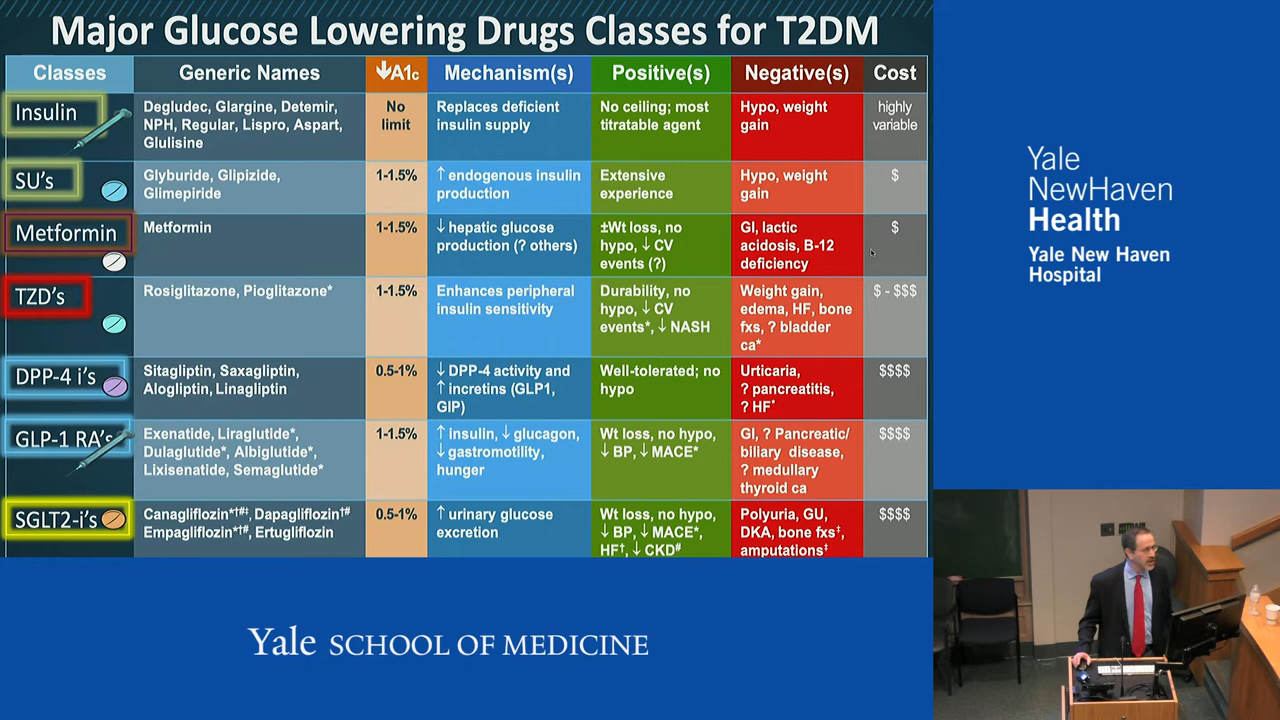 Major Glucose Lowering Drugs Classes for T2DM
Classes
Generic Names
↓A1c
Mechanism(s)
Positive(s)
Negative(s)
Cost
Insulin
Degludec, Glargine, Detemir,
NPH, Regular, Lispro, Aspart,
Glulisine
No
limit
Replaces deficient
insulin supply
No ceiling; most
titratable agent
Hypo, weight
gain
highly
variable
SU's
Glyburide, Glipizide,
Glimepiride
1-1.5%
↑ endogenous insulin
production
Extensive
experience
Hypo, weight
gain
$
Metformin
Metformin
1-1.5%
↓ hepatic glucose
production (? others)
±Wt loss, no
hypo, ↓ CV
events (?)
GI, lactic
acidosis, B-12
deficiency
$
TZD's
Rosiglitazone, Pioglitazone*
1-1.5%
Enhances peripheral
insulin sensitivity
Durability, no
hypo, ↓ CV
events*, ↓ NASH
Weight gain,
edema, HF, bone
fxs, ? bladder
ca*
$ - $$$
DPP-4 i's
Sitagliptin, Saxagliptin,
Alogliptin, Linagliptin
0.5-1%
↓ DPP-4 activity and
↑ incretins (GLP1,
GIP)
Well-tolerated; no
hypo
Urticaria,
? pancreatitis,
? HF*
$$$$
GLP-1 RA's
Exenatide, Liraglutide*,
Dulaglutide*, Albiglutide*,
Lixisenatide, Semaglutide*
1-1.5%
↑ insulin, ↓ glucagon,
↓ gastromotility,
hunger
Wt loss, no hypo,
↓ BP, ↓ MACE*
GI, ? Pancreatic/
biliary disease,
? medullary
thyroid ca
$$$$
SGLT2-i's
Canagliflozin*†#‡, Dapagliflozin†#
Empagliflozin*†#, Ertugliflozin
0.5-1%
↑ urinary glucose
excretion
Wt loss, no hypo,
↓ BP, ↓ MACE*,
HF†, ↓ CKD#
Polyuria, GU,
DKA, bone fxs‡,
amputations‡
$$$$
Yale
NewHaven
Health
Yale New Haven
Hospital
Yale SCHOOL OF MEDICINE